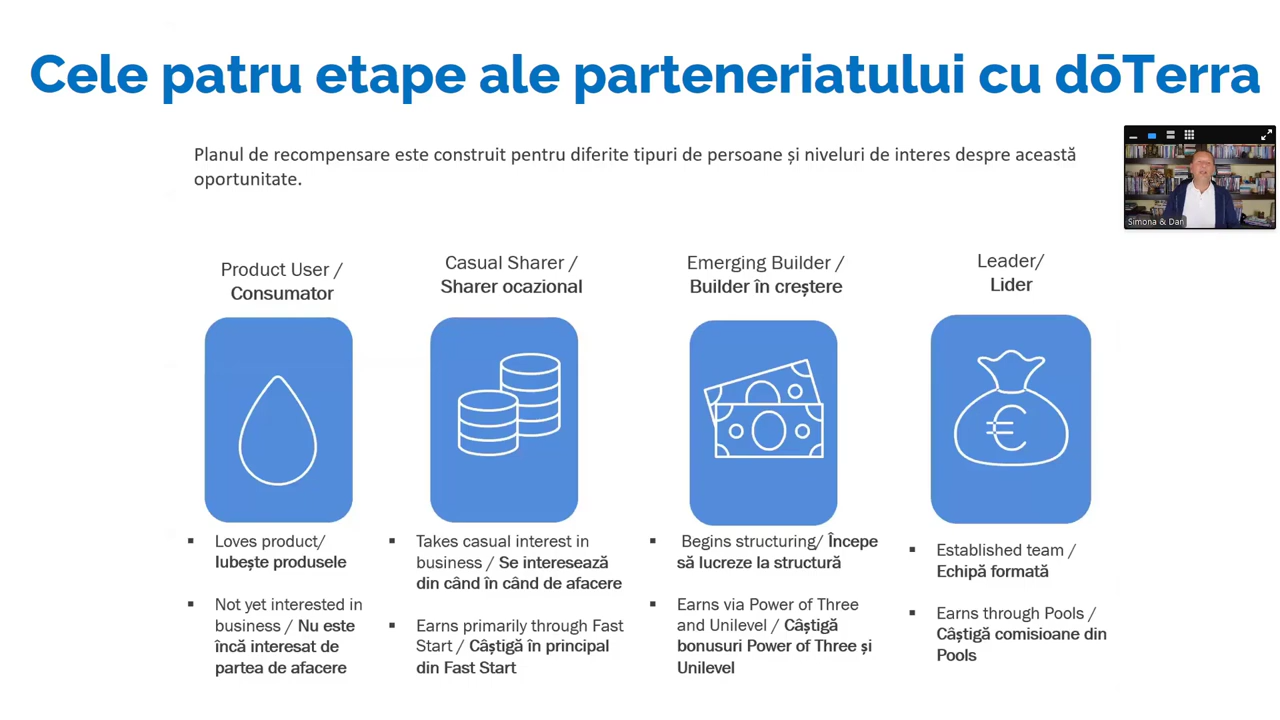 Cele patru etape ale parteneriatului cu dōTerra
Planul de recompensare este construit pentru diferite tipuri de persoane și niveluri de interes despre această
oportunitate.
Simona & Dan
Product User /
Consumator
Casual Sharer /
Sharer ocazional
Emerging Builder /
Builder în creștere
Leader/
Lider
€
Loves product/
Iubește produsele
Not yet interested in
business / Nu este
încă interesat de
partea de afacere
Takes casual interest in
business / Se interesează
din când în când de afacere
Earns primarily through Fast
Start / Câștigă în principal
din Fast Start
Begins structuring/ Începe
să lucreze la structură
Earns via Power of Three
and Unilevel / Câștigă
bonusuri Power of Three și
Unilevel
Established team /
Echipă formată
Earns through Pools /
Câștigă comisioane din
Pools